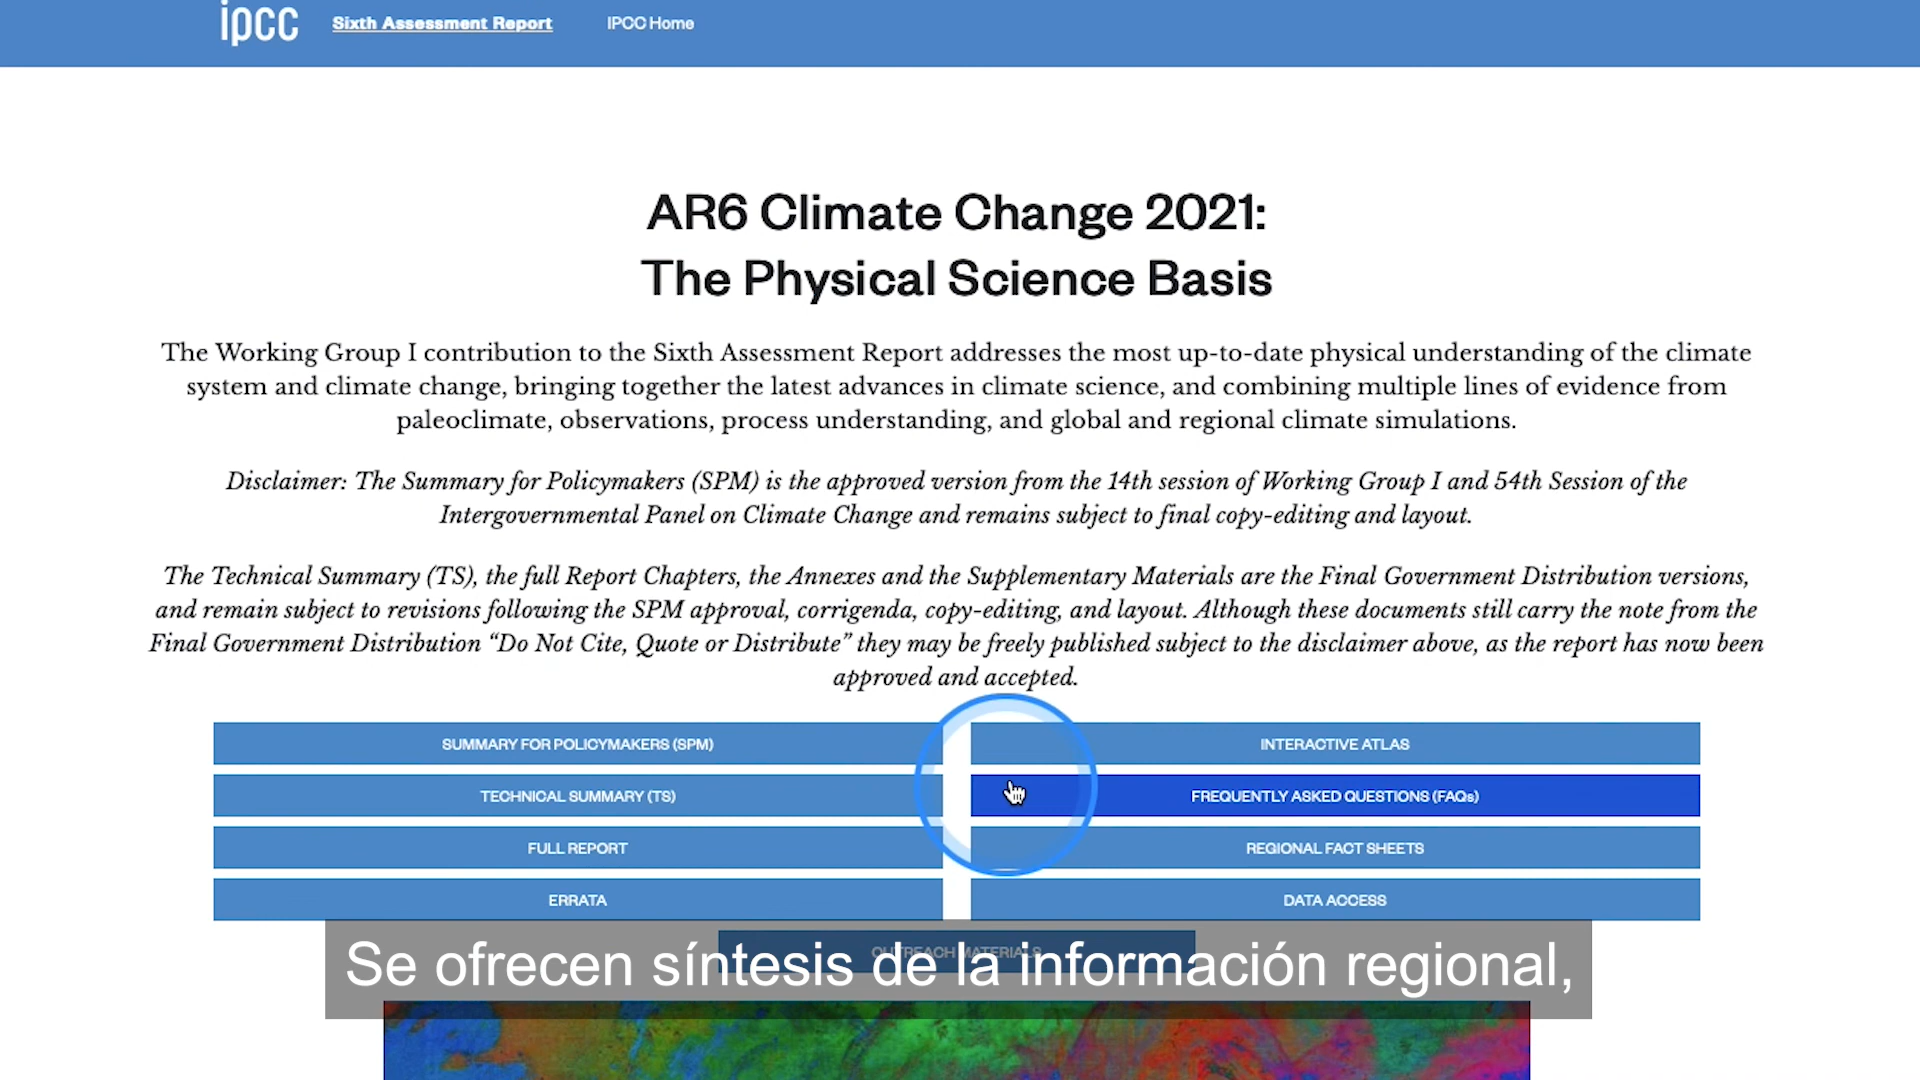 ipcc
Sixth Assessment Report
IPCC Home
AR6 Climate Change 2021:
The Physical Science Basis
The Working Group I contribution to the Sixth Assessment Report addresses the most up-to-date physical understanding of the climate
system and climate change, bringing together the latest advances in climate science, and combining multiple lines of evidence from
paleoclimate, observations, process understanding, and global and regional climate simulations.
Disclaimer: The Summary for Policymakers (SPM) is the approved version from the 14th session of Working Group I and 54th Session of the
Intergovernmental Panel on Climate Change and remains subject to final copy-editing and layout.
The Technical Summary (TS), the full Report Chapters, the Annexes and the Supplementary Materials are the Final Government Distribution versions,
and remain subject to revisions following the SPM approval, corrigenda, copy-editing, and layout. Although these documents still carry the note from the
Final Government Distribution “Do Not Cite, Quote or Distribute” they may be freely published subject to the disclaimer above, as the report has now been
approved and accepted.
SUMMARY FOR POLICYMAKERS (SPM)
INTERACTIVE ATLAS
TECHNICAL SUMMARY (TS)
FREQUENTLY ASKED QUESTIONS (FAQs)
FULL REPORT
REGIONAL FACT SHEETS
ERRATA
DATA ACCESS
OUTREACH MATERIALS
Se ofrecen síntesis de la información regional,